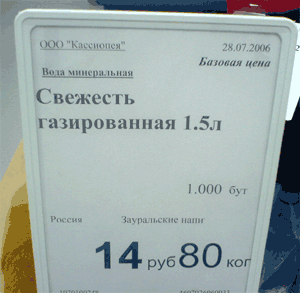 ООО "Кассиопея" 28.07.2006
Базовая цена
Вода минеральная
Свежесть
газированная 1.5л
1.000 бут
Россия Зауральские напи
14 руб 80 коп